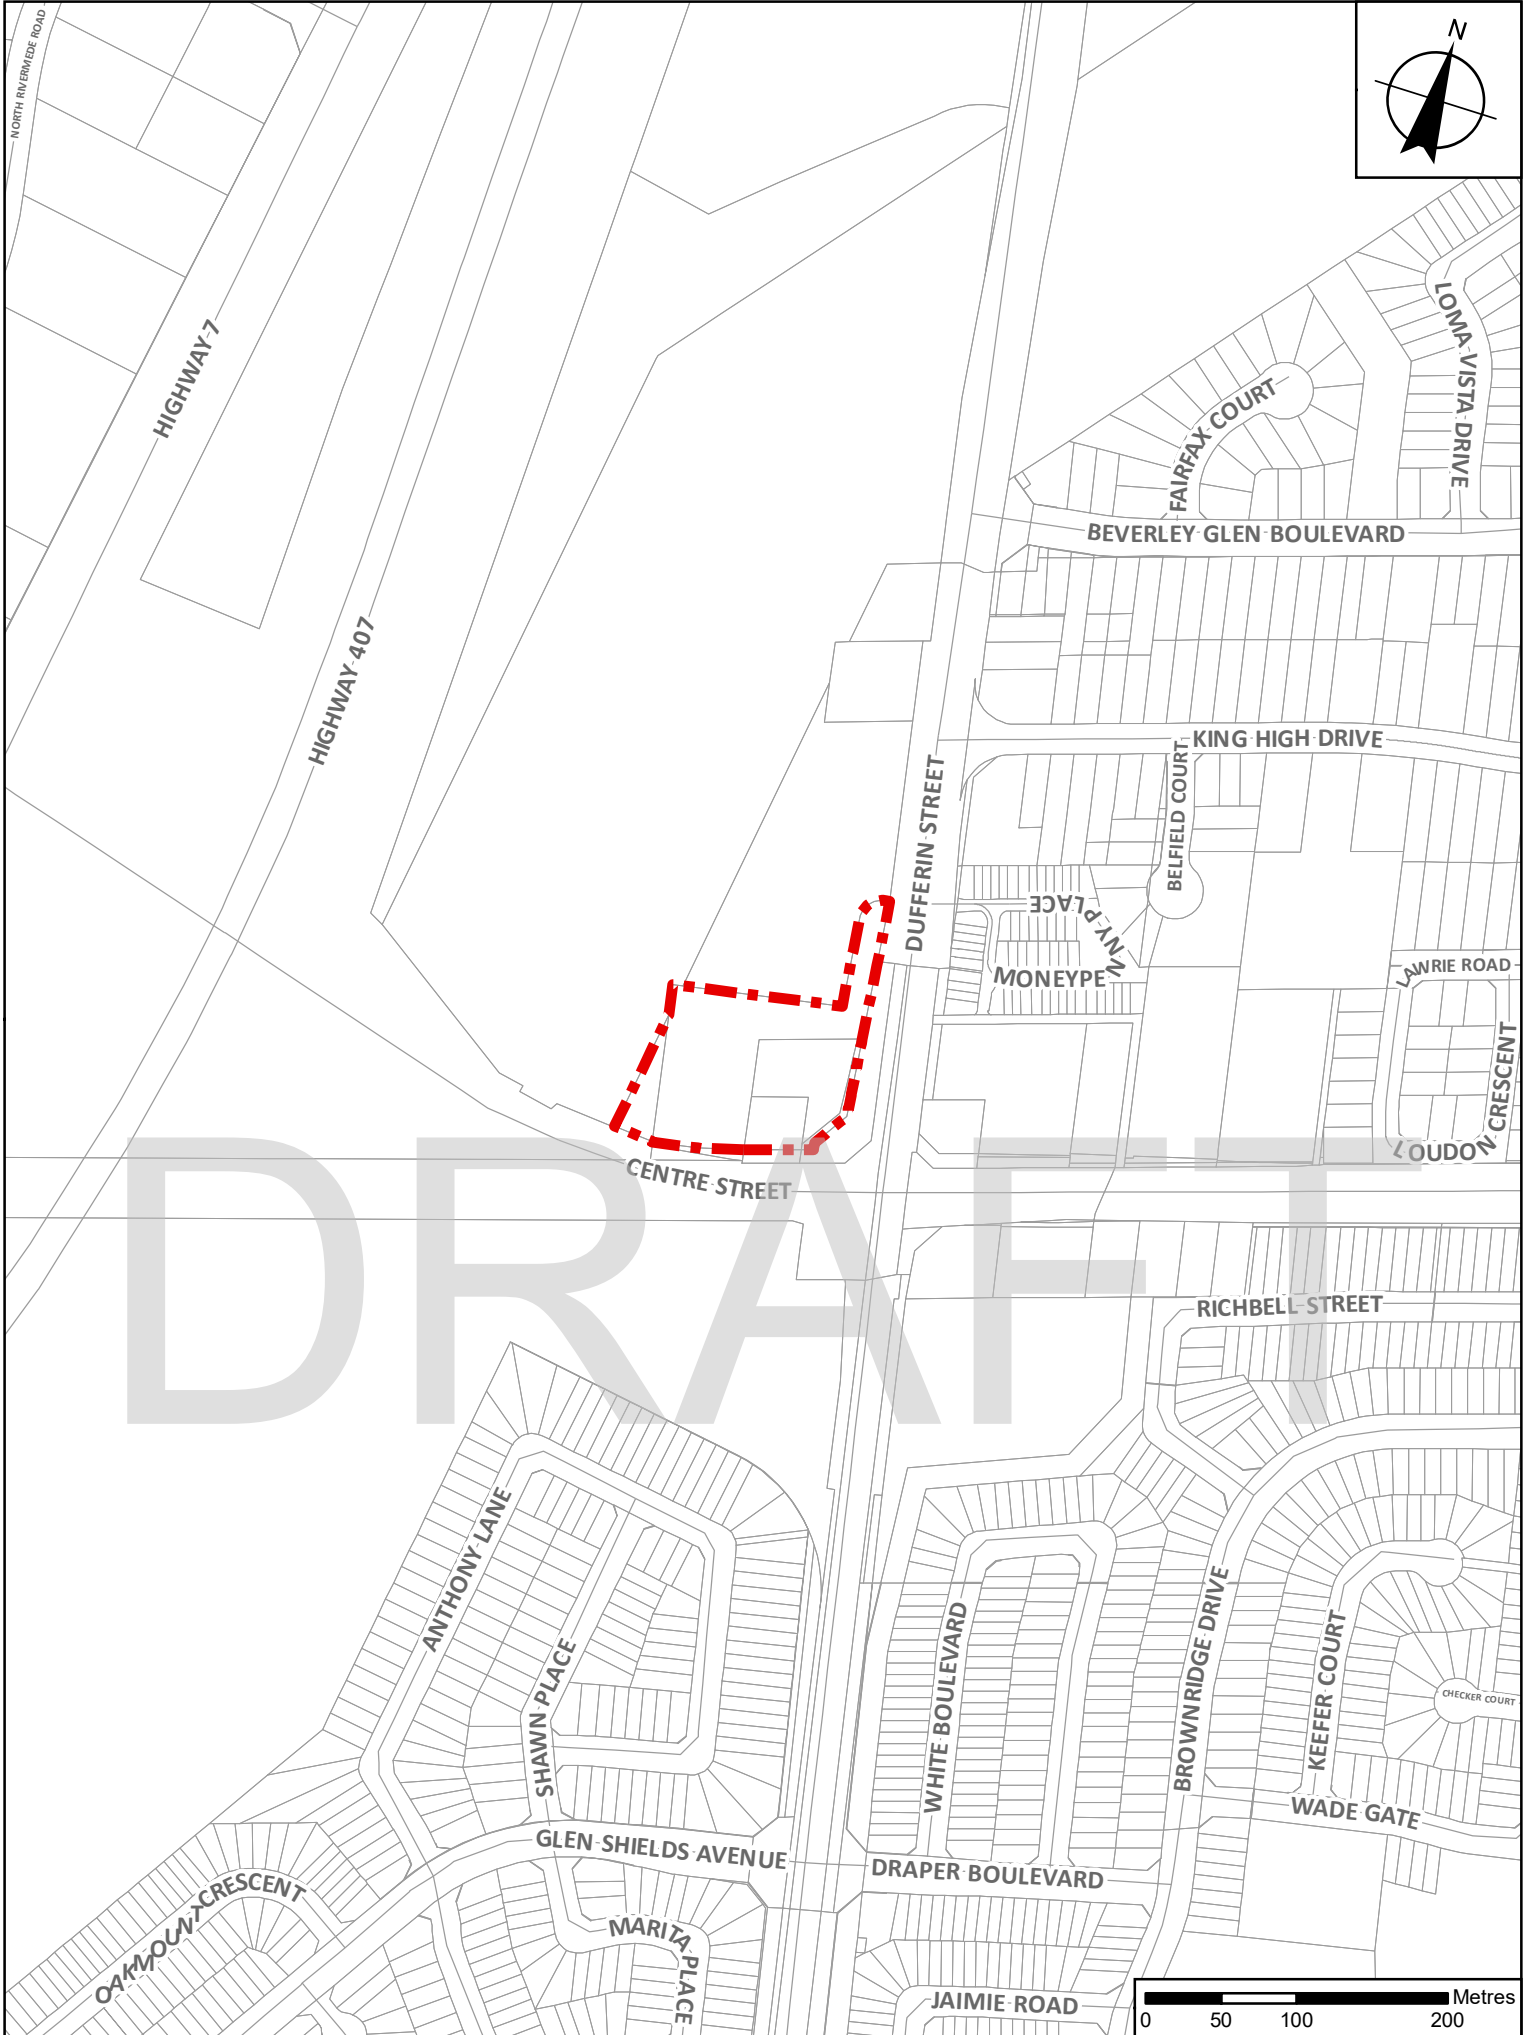 NORTH RIVERMEDE ROAD
N
HIGHWAY 7
LOMA VISTA DRIVE
FAIRFAX COURT
BEVERLEY GLEN BOULEVARD
HIGHWAY 407
KING HIGH DRIVE
BELFIELD COURT
DUFFERIN STREET
MONEYPENNY PLACE
LAWRIE ROAD
LOUDON CRESCENT
CENTRE STREET
DRAFT
RICHBELL STREET
ANTHONY LANE
SHAWN PLACE
WHITE BOULEVARD
BROWNRIDGE DRIVE
KEEFER COURT
CHECKER COURT
WADE GATE
GLEN SHIELDS AVENUE
DRAPER BOULEVARD
OAKMOUNT CRESCENT
MARITA PLACE
JAIMIE ROAD
Metres
0 50 100 200